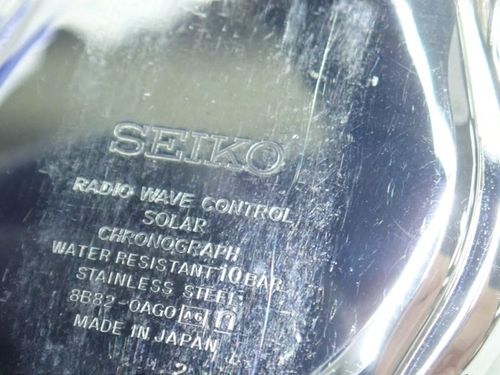 SEIKO
RADIO WAVE CONTROL
SOLAR
CHRONOGRAPH
WATER RESISTANT 10 BAR
STAINLESS STEEL
8B82-0AG0 n
MADE IN JAPAN